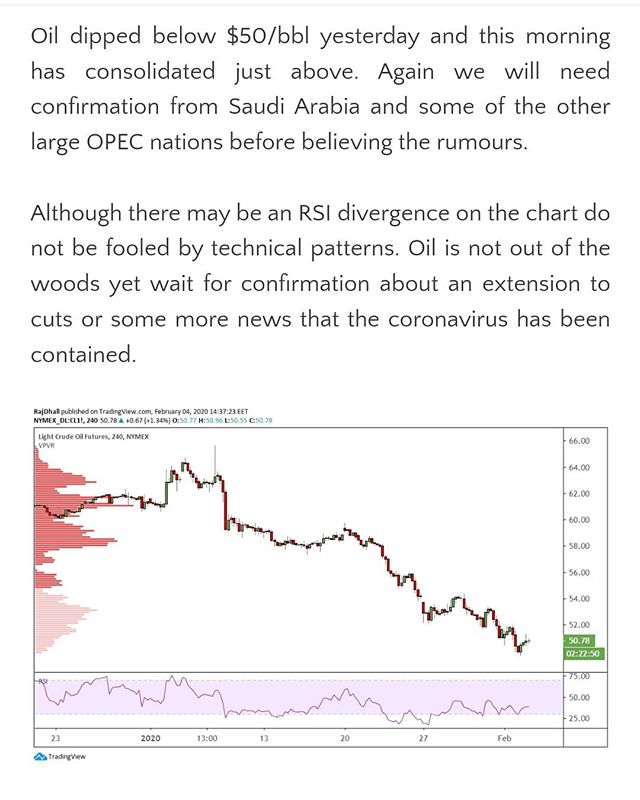 Oil dipped below $50/bbl yesterday and this morning
has consolidated just above. Again we will need
confirmation from Saudi Arabia and some of the other
large OPEC nations before believing the rumours.
Although there may be an RSI divergence on the chart do
not be fooled by technical patterns. Oil is not out of the
woods yet wait for confirmation about an extension to
cuts or some more news that the coronavirus has been
contained.
RajDhall published on TradingView.com, February 04, 2020 14:37:23 EET
NYMEX_DL:CL1!, 240 50.78 ▲ +0.67 (+1.34%) O:50.77 H:50.96 L:50.55 C:50.78
Light Crude Oil Futures, 240, NYMEX
VPVR
66.00
64.00
62.00
60.00
58.00
56.00
54.00
52.00
50.78
02:22:50
RSI
75.00
50.00
25.00
23 2020 13:00 13 20 27 Feb
TradingView